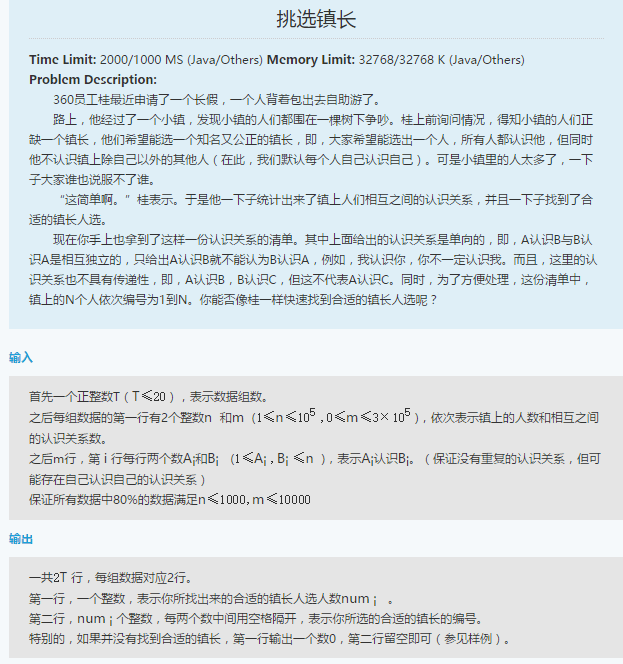 挑选镇长
Time Limit: 2000/1000 MS (Java/Others) Memory Limit: 32768/32768 K (Java/Others)
Problem Description:
360员工桂最近申请了一个长假，一个人背着包出去自助游了。
路上，他经过了一个小镇，发现小镇的人们都围在一棵树下争吵。桂上前询问情况，得知小镇的人们正
缺一个镇长，他们希望能选一个知名又公正的镇长，即，大家希望能选出一个人，所有人都认识他，但同时
他不认识镇上除自己以外的其他人（在此，我们默认每个人自己认识自己）。可是小镇里的人太多了，一下
子大家谁也说服不了谁。
“这简单啊。”桂表示。于是他一下子统计出来了镇上人们相互之间的认识关系，并且一下子找到了合
适的镇长人选。
现在你手上也拿到了这样一份认识关系的清单。其中上面给出的认识关系是单向的，即，A认识B与B认
识A是相互独立的，只给出A认识B就不能认为B认识A，例如，我认识你，你不一定认识我。而且，这里的认
识关系也不具有传递性，即，A认识B，B认识C，但这不代表A认识C。同时，为了方便处理，这份清单中，
镇上的N个人依次编号为1到N。你能否像桂一样快速找到合适的镇长人选呢？
输入
首先一个正整数T（T≤20），表示数据组数。
之后每组数据的第一行有2个整数n 和m（1≤n≤10⁵ ,0≤m≤3×10⁵），依次表示镇上的人数和相互之间
的认识关系数。
之后m行，第 i 行每行两个数Aᵢ和Bᵢ （1≤Aᵢ , Bᵢ ≤n ），表示Aᵢ认识Bᵢ。（保证没有重复的认识关系，但可
能存在自己认识自己的认识关系）
保证所有数据中80%的数据满足n≤1000,m≤10000
输出
一共2T 行，每组数据对应2行。
第一行，一个整数，表示你所找出来的合适的镇长人选人数numᵢ 。
第二行，numᵢ个整数，每两个数中间用空格隔开，表示你所选的合适的镇长的编号。
特别的，如果并没有找到合适的镇长，第一行输出一个数0，第二行留空即可（参见样例）。